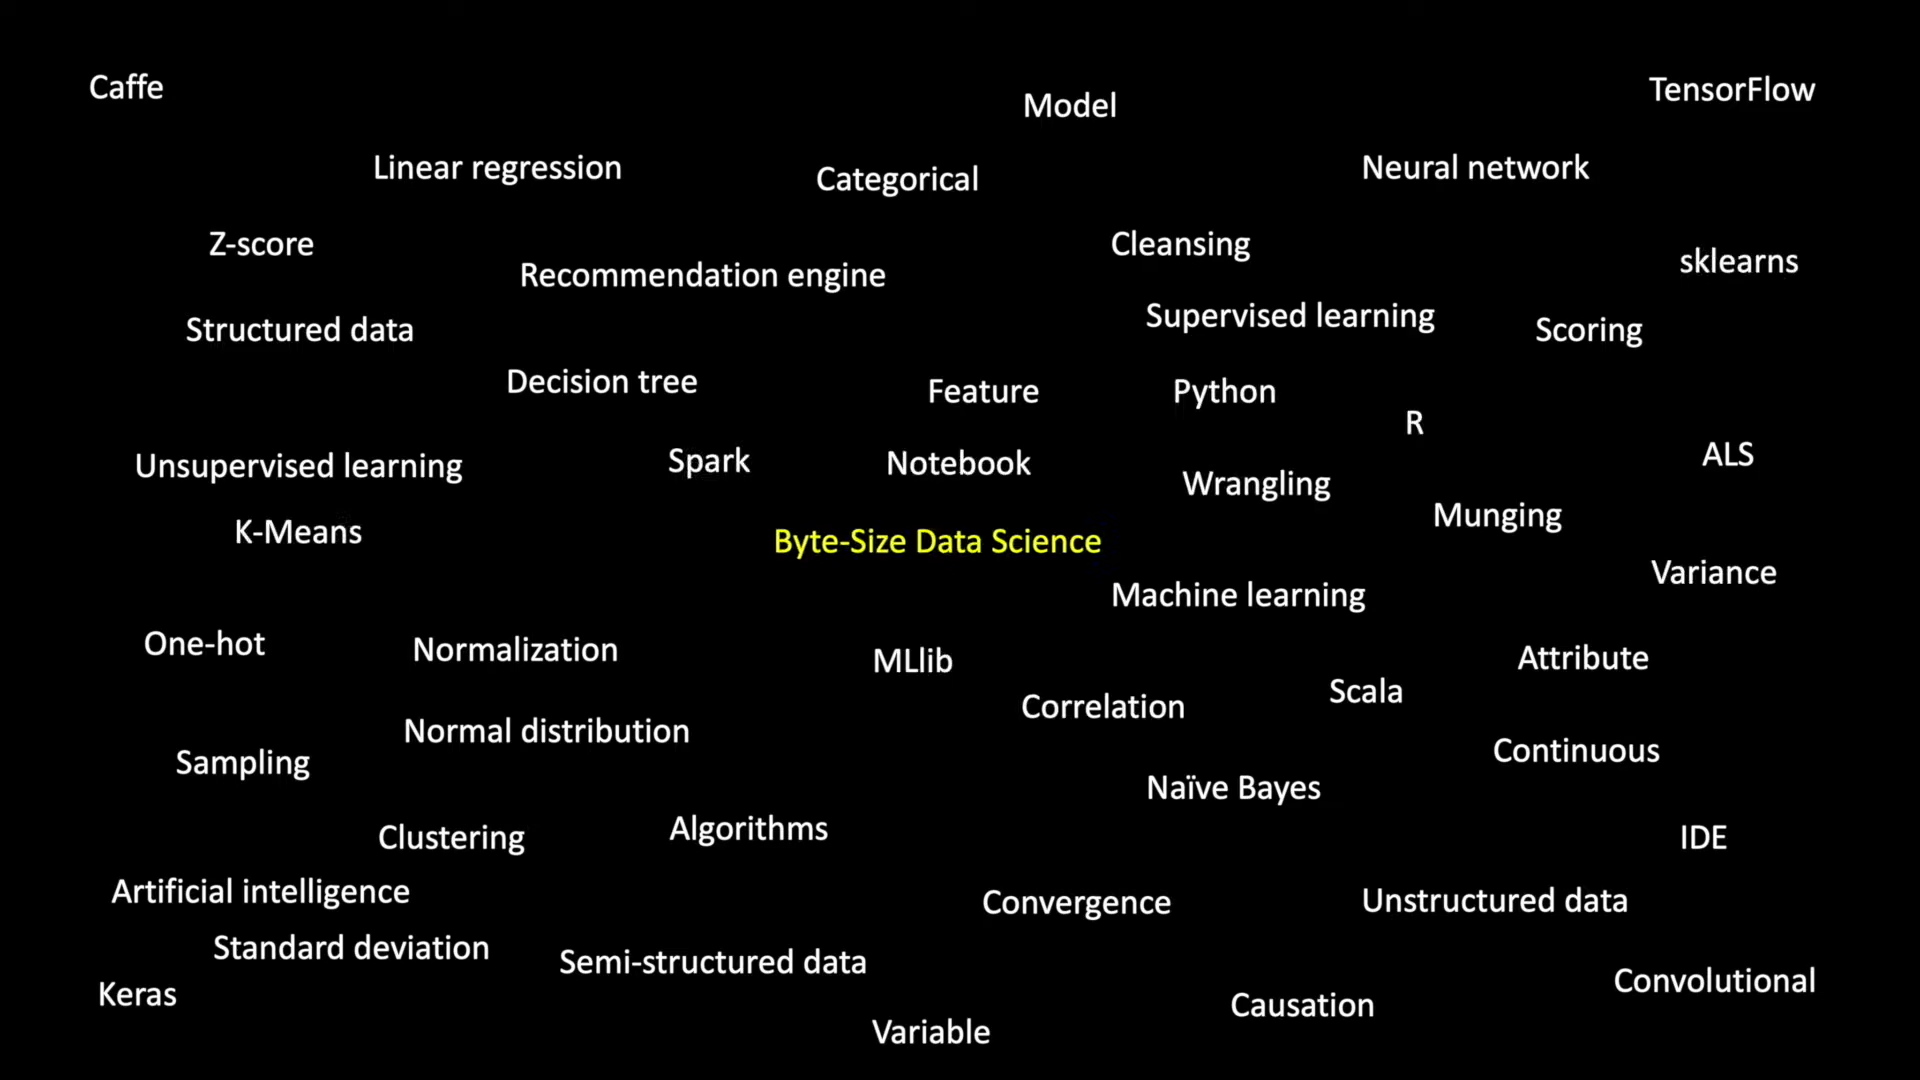 Caffe
Model
TensorFlow
Linear regression
Categorical
Neural network
Z-score
Cleansing
sklearns
Recommendation engine
Supervised learning
Structured data
Scoring
Decision tree
Feature
Python
R
Unsupervised learning
Spark
Notebook
ALS
Wrangling
Munging
K-Means
Byte-Size Data Science
Variance
Machine learning
One-hot
Normalization
MLlib
Attribute
Scala
Correlation
Normal distribution
Sampling
Continuous
Naïve Bayes
Clustering
Algorithms
IDE
Artificial intelligence
Convergence
Unstructured data
Standard deviation
Semi-structured data
Convolutional
Keras
Causation
Variable